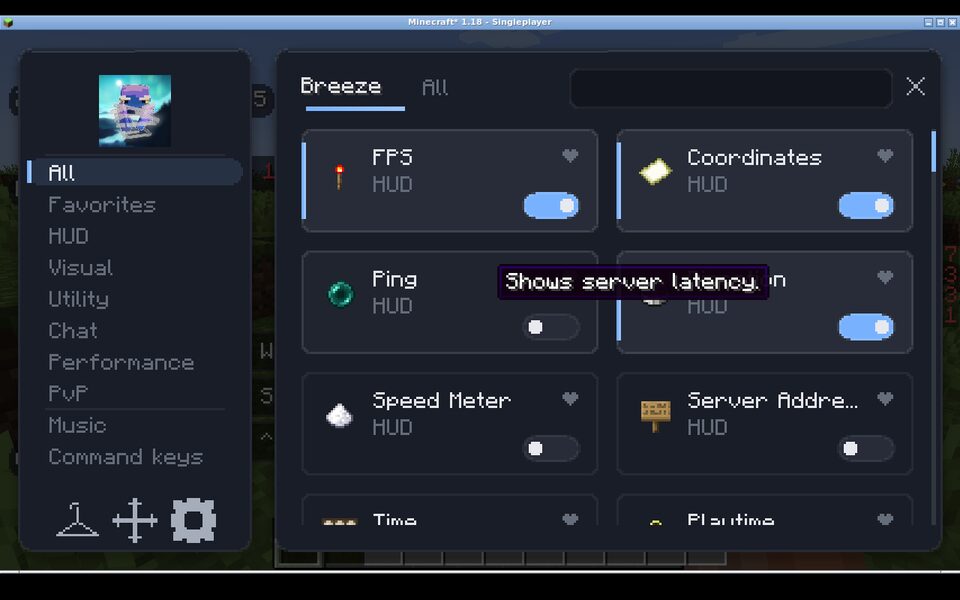 Minecraft* 1.18 - Singleplayer
Breeze
All
All
Favorites
HUD
Visual
Utility
Chat
Performance
PvP
Music
Command keys
FPS
HUD
Coordinates
HUD
Ping
HUD
Shows server latency.
HUD
Speed Meter
HUD
Server Addre...
HUD
Time
Playtime